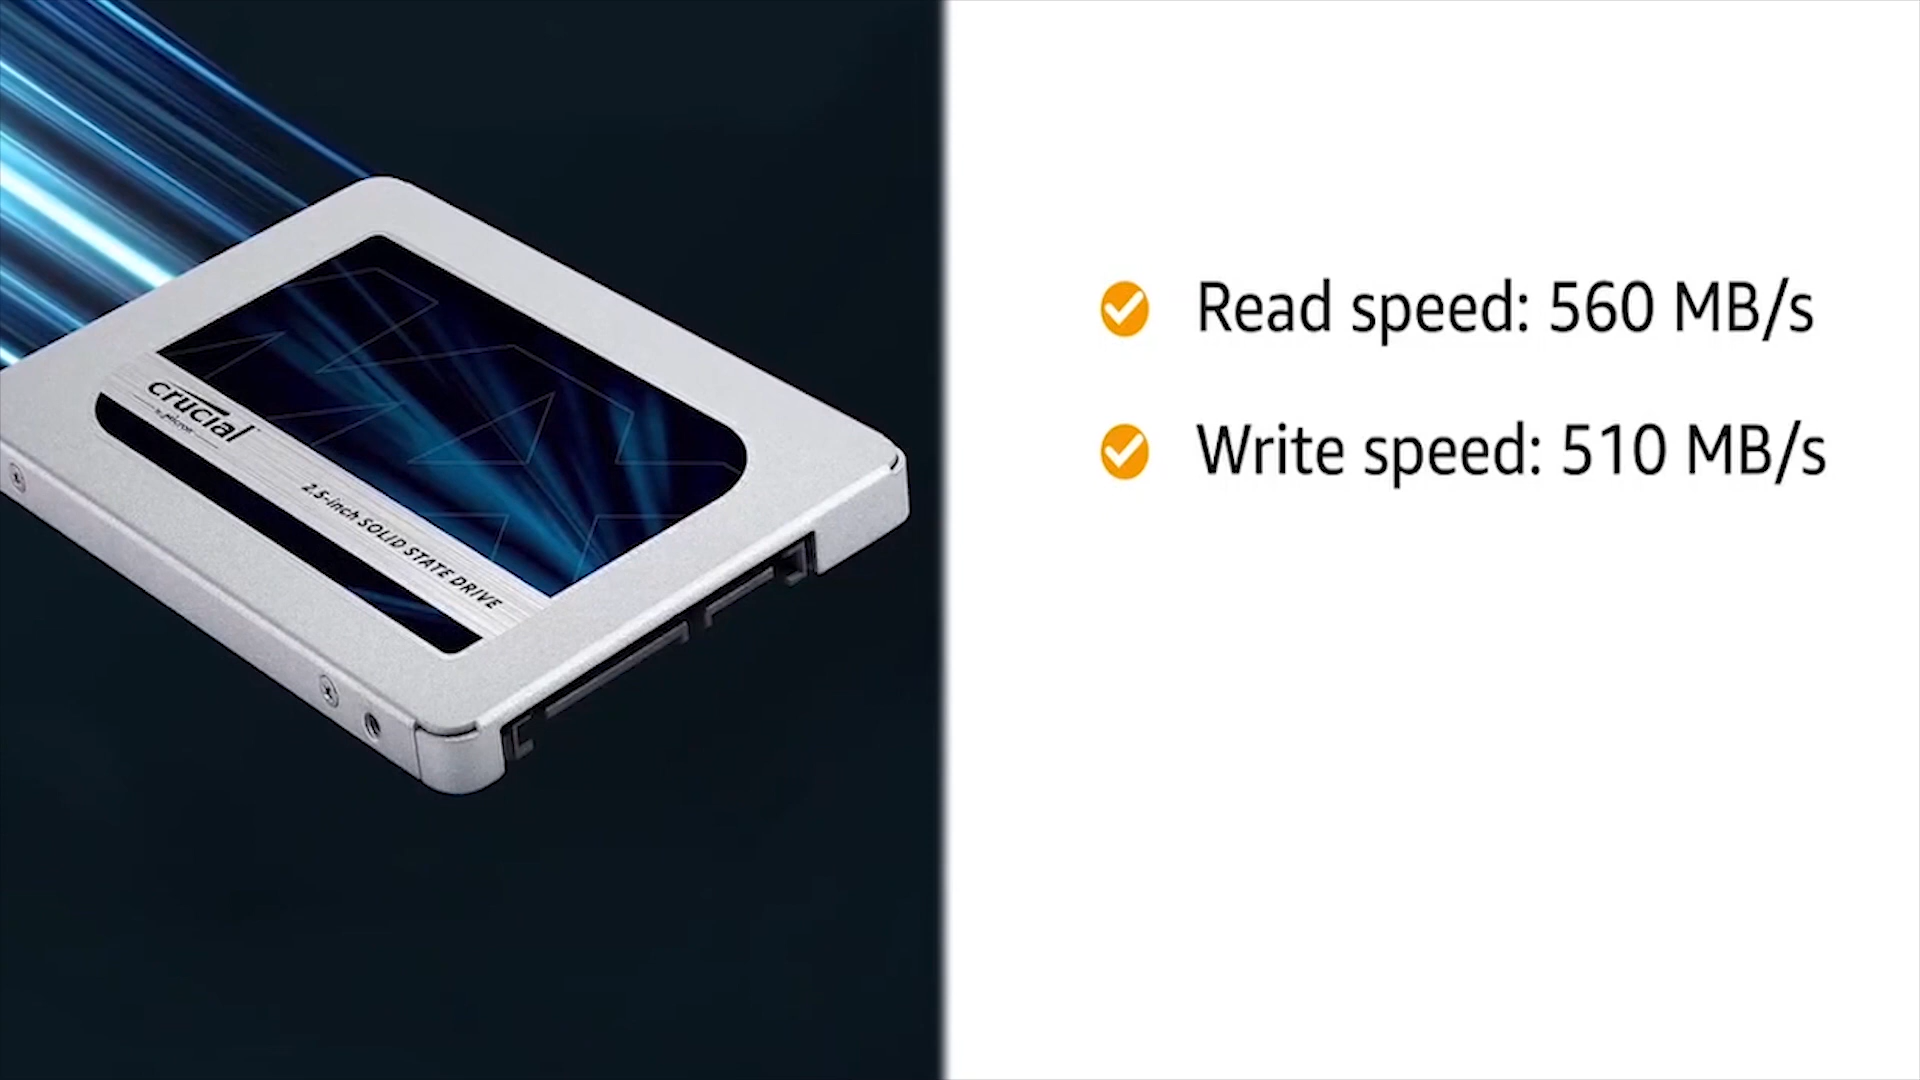 crucial
by Micron
2.5-inch SOLID STATE DRIVE
Read speed: 560 MB/s
Write speed: 510 MB/s